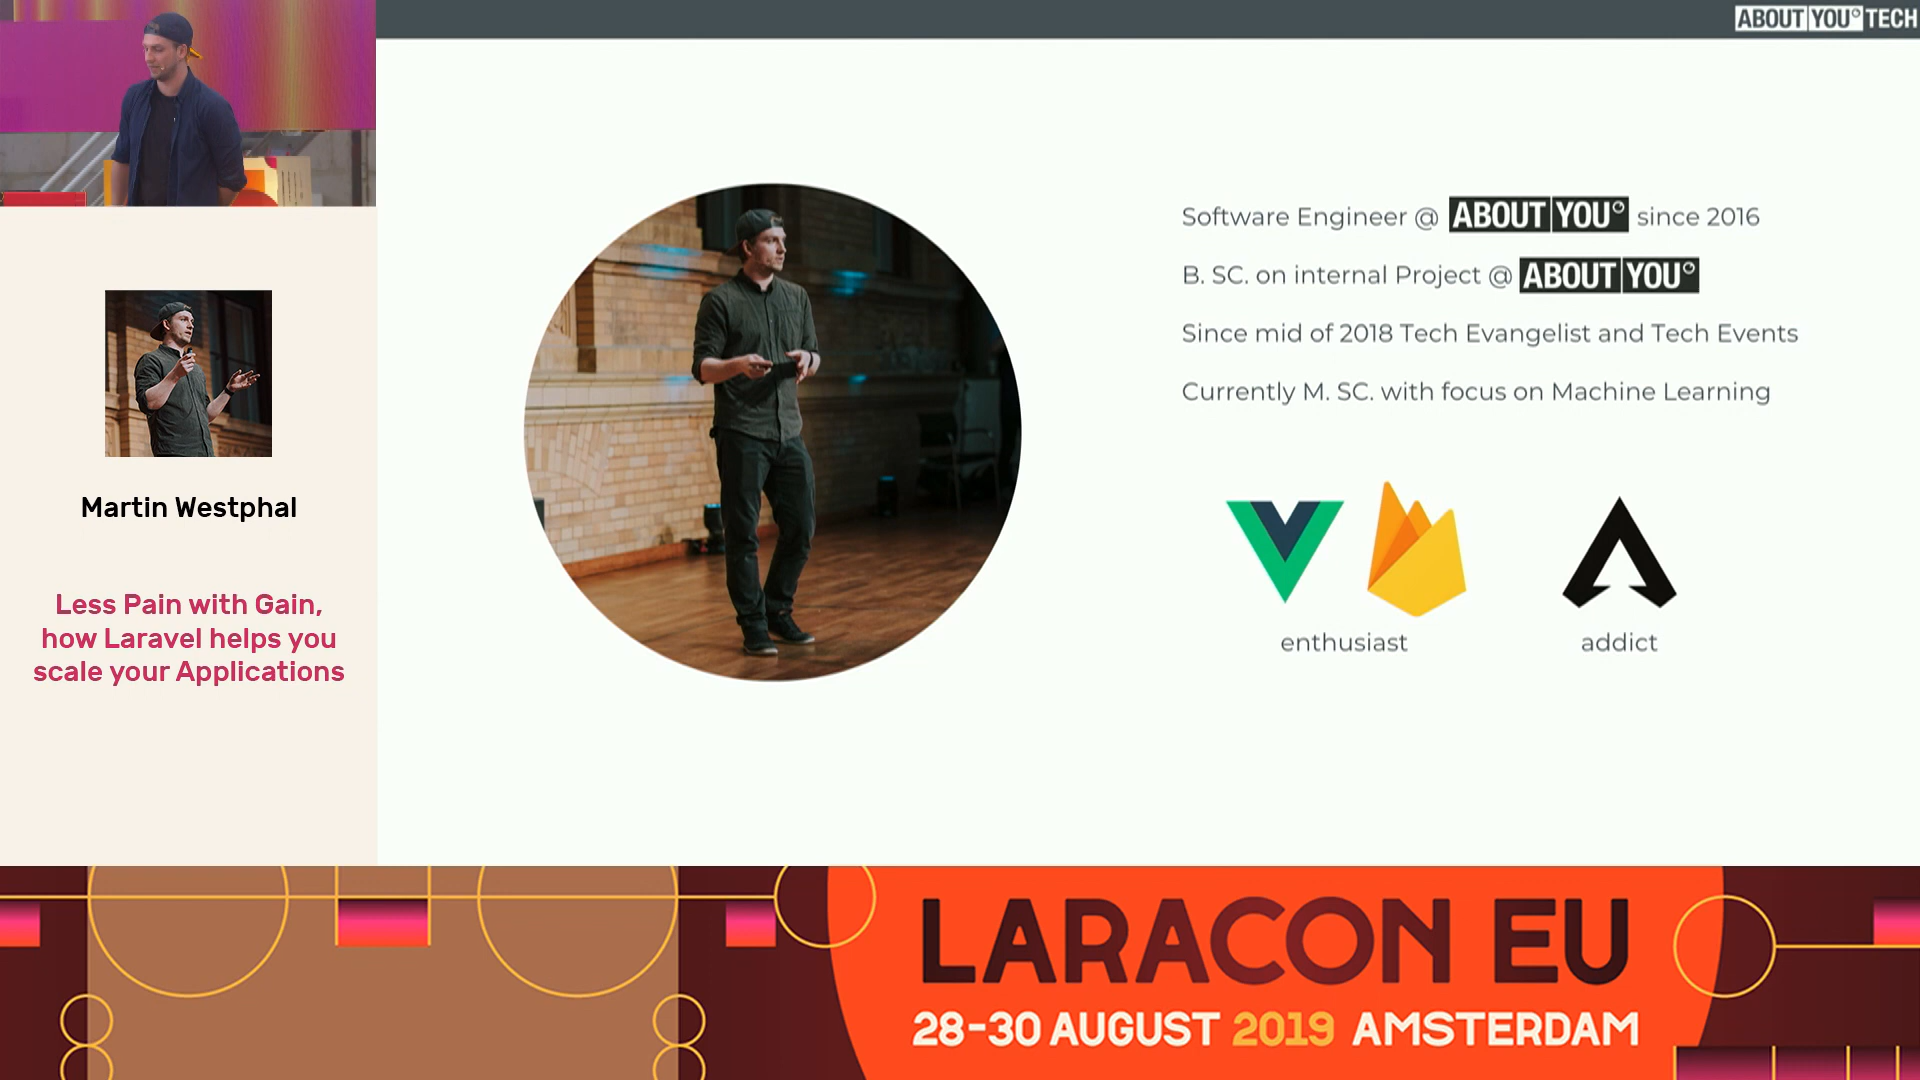 ABOUT YOU° TECH
Software Engineer @ ABOUT YOU° since 2016
B. SC. on internal Project @ ABOUT YOU°
Since mid of 2018 Tech Evangelist and Tech Events
Currently M. SC. with focus on Machine Learning
enthusiast
addict
Martin Westphal
Less Pain with Gain,
how Laravel helps you
scale your Applications
LARACON EU
28-30 AUGUST 2019 AMSTERDAM